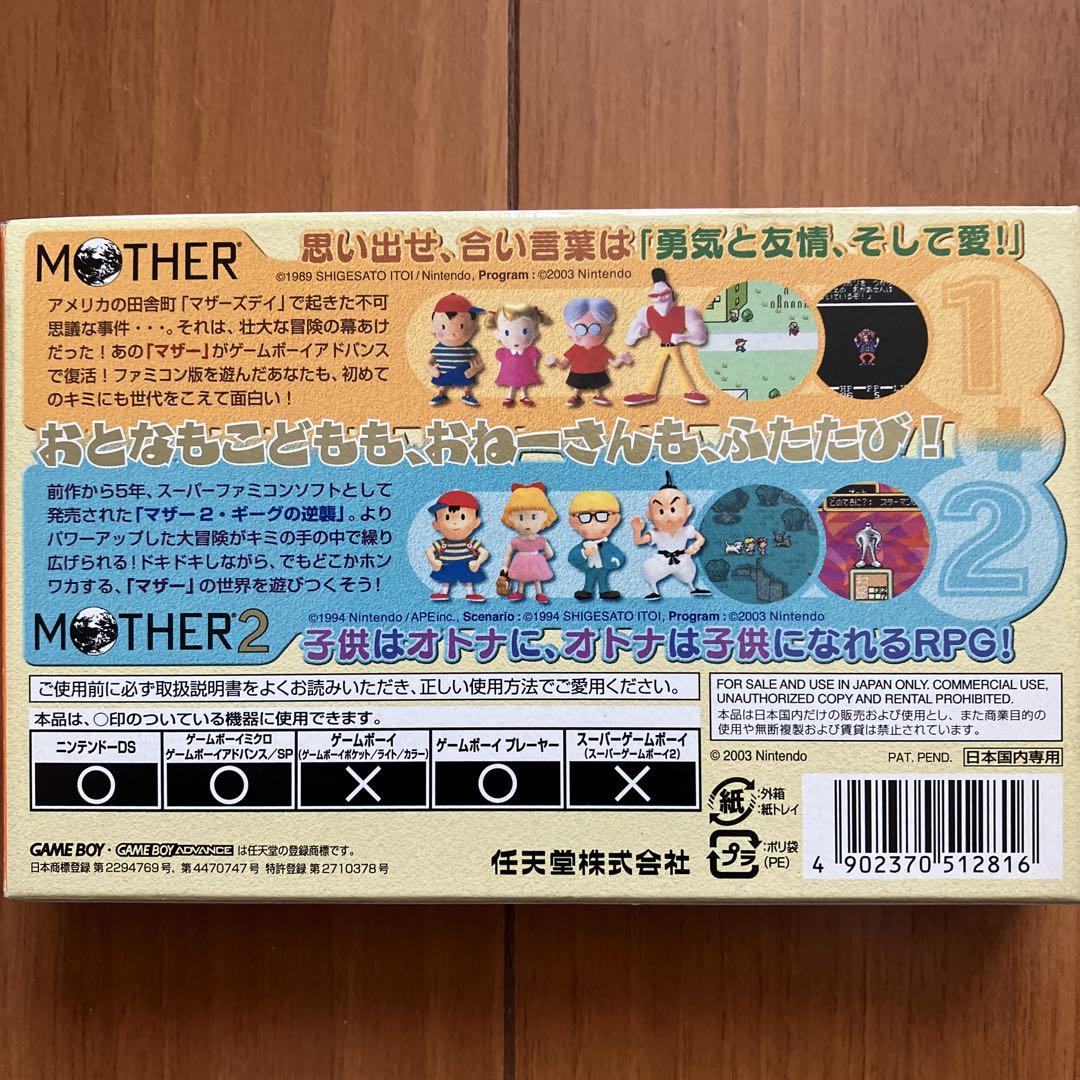 MOTHER®
思い出せ、合い言葉は「勇気と友情、そして愛!」
©1989 SHIGESATO ITOI / Nintendo, Program : ©2003 Nintendo
アメリカの田舎町「マザーズデイ」で起きた不可
思議な事件・・・。それは、壮大な冒険の幕あけ
だった!あの「マザー」がゲームボーイアドバンス
で復活!ファミコン版を遊んだあなたも、初めて
のキミにも世代をこえて面白い!
1
+
おとなもこどもも、おねーさんも、ふたたび!
前作から5年、スーパーファミコンソフトとして
発売された「マザー2・ギーグの逆襲」。より
パワーアップした大冒険がキミの手の中で繰り
広げられる!ドキドキしながら、でもどこかホン
ワカする、「マザー」の世界を遊びつくそう!
2
MOTHER®2
©1994 Nintendo / APE inc., Scenario : ©1994 SHIGESATO ITOI, Program : ©2003 Nintendo
子供はオトナに、オトナは子供になれるRPG!
ご使用前に必ず取扱説明書をよくお読みいただき、正しい使用方法でご愛用ください。
本品は、○印のついている機器に使用できます。
ニンテンドーDS
○
ゲームボーイミクロ
ゲームボーイアドバンス/SP
○
ゲームボーイ
(ゲームボーイポケット/ライト/カラー)
×
ゲームボーイ プレーヤー
○
スーパーゲームボーイ
(スーパーゲームボーイ2)
×
FOR SALE AND USE IN JAPAN ONLY. COMMERCIAL USE,
UNAUTHORIZED COPY AND RENTAL PROHIBITED.
本品は日本国内だけの販売および使用とし、また商業目的の
使用や無断複製および賃貸は禁止されています。
© 2003 Nintendo
PAT. PEND.
日本国内専用
紙
:外箱
:紙トレイ
プラ
:ポリ袋
(PE)
4 902370 512816
GAME BOY・GAME BOY ADVANCE は任天堂の登録商標です。
日本商標登録 第2294769号、第4470747号 特許登録 第2710378号
任天堂株式会社